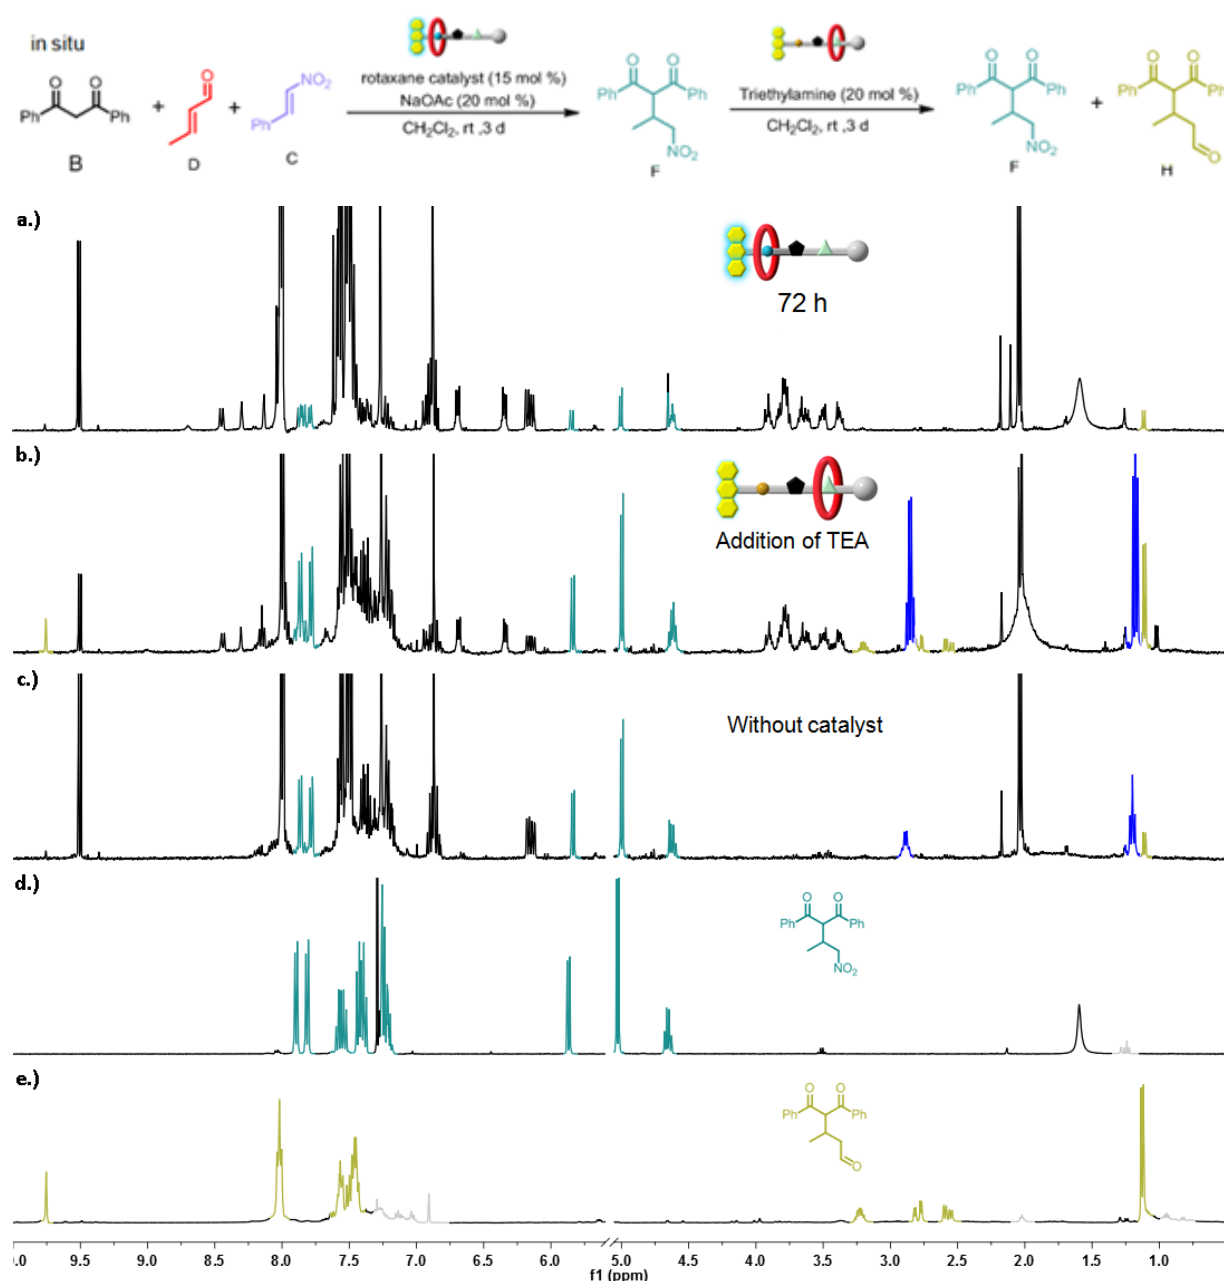 in situ
O O
Ph Ph
B
+
O
D
+
NO2
Ph
C
rotaxane catalyst (15 mol %)
NaOAc (20 mol %)
CH2Cl2, rt ,3 d
O O
Ph Ph
NO2
F
Triethylamine (20 mol %)
CH2Cl2, rt ,3 d
O O
Ph Ph
NO2
F
+
O O
Ph Ph
O
H
a.)
72 h
b.)
Addition of TEA
c.)
Without catalyst
d.)
O O
Ph Ph
NO2
e.)
O O
Ph Ph
O
.0 9.5 9.0 8.5 8.0 7.5 7.0 6.5 6.0 5.0 4.5 4.0 3.5 3.0 2.5 2.0 1.5 1.0
f1 (ppm)